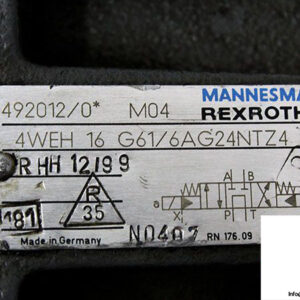 492012/0* M04 MANNESMA
REXROTH
4WEH 16 G61/6AG24NTZ4
RHH 12/99
R
35
181
A B
a b
X P T
Made in Germany N0407 RN 176.09